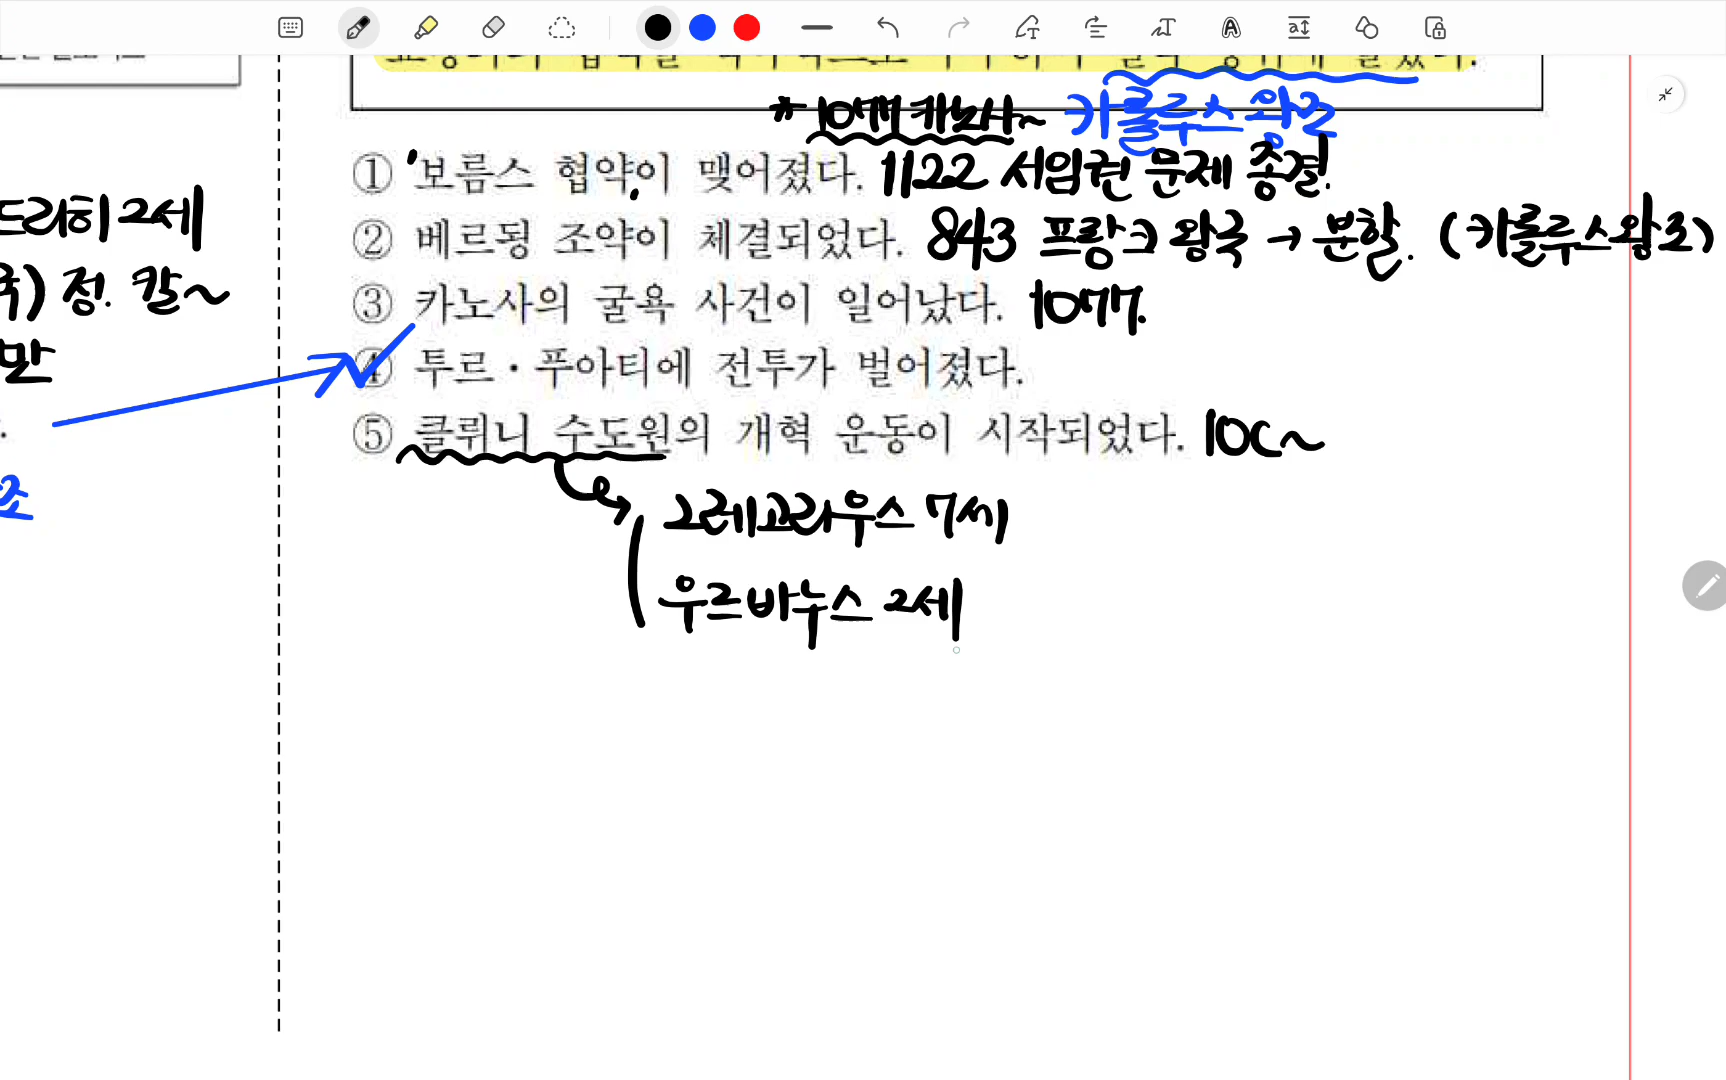 * 1077 카노사~ 카롤루스 왕조
① 보름스 협약이 맺어졌다. 1122 서임권 문제 종결.
② 베르됭 조약이 체결되었다. 843 프랑크 왕국 → 분할. (카롤루스왕조)
③ 카노사의 굴욕 사건이 일어났다. 1077.
④ 투르·푸아티에 전투가 벌어졌다.
⑤ 클뤼니 수도원의 개혁 운동이 시작되었다. 10C~
그레고리우스 7세
우르바누스 2세
드리히 2세
정. 칼~
말
조